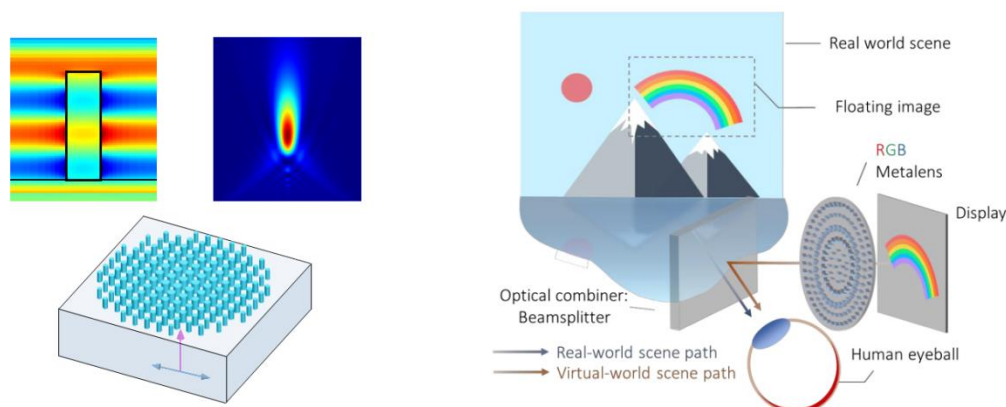 Real world scene
Floating image
RGB
Metalens
Display
Optical combiner:
Beamsplitter
Real-world scene path
Virtual-world scene path
Human eyeball